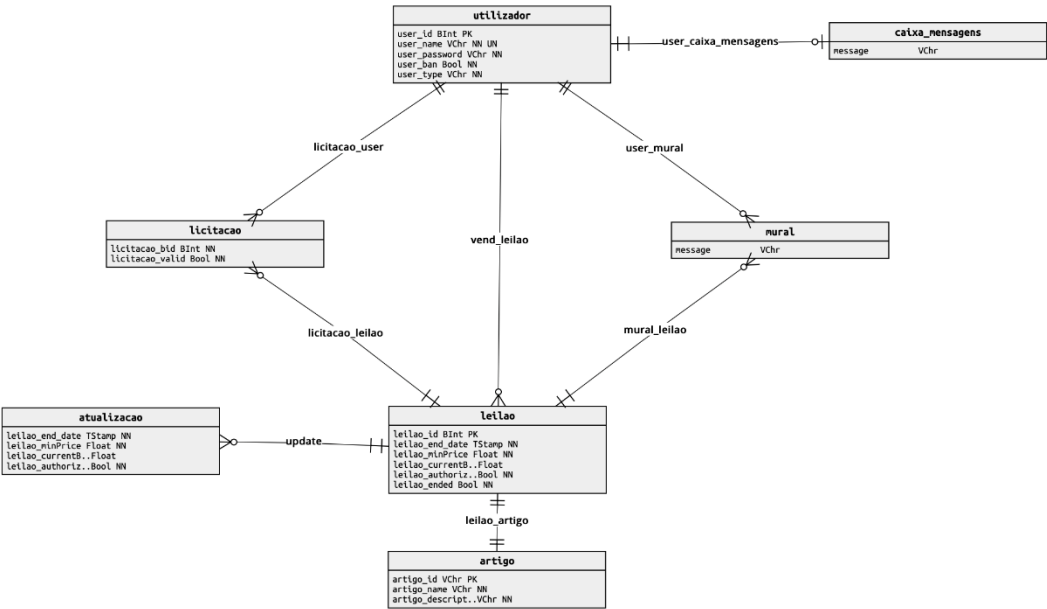 utilizador
user_id BInt PK
user_name VChr NN UN
user_password VChr NN
user_ban Bool NN
user_type VChr NN
user_caixa_mensagens
caixa_mensagens
message VChr
licitacao_user
user_mural
vend_leilao
licitacao
licitacao_bid BInt NN
licitacao_valid Bool NN
mural
message VChr
licitacao_leilao
mural_leilao
atualizacao
leilao_end_date TStamp NN
leilao_minPrice Float NN
leilao_currentB..Float
leilao_authoriz..Bool NN
update
leilao
leilao_id BInt PK
leilao_end_date TStamp NN
leilao_minPrice Float NN
leilao_currentB..Float
leilao_authoriz..Bool NN
leilao_ended Bool NN
leilao_artigo
artigo
artigo_id VChr PK
artigo_name VChr NN
artigo_descript..VChr NN